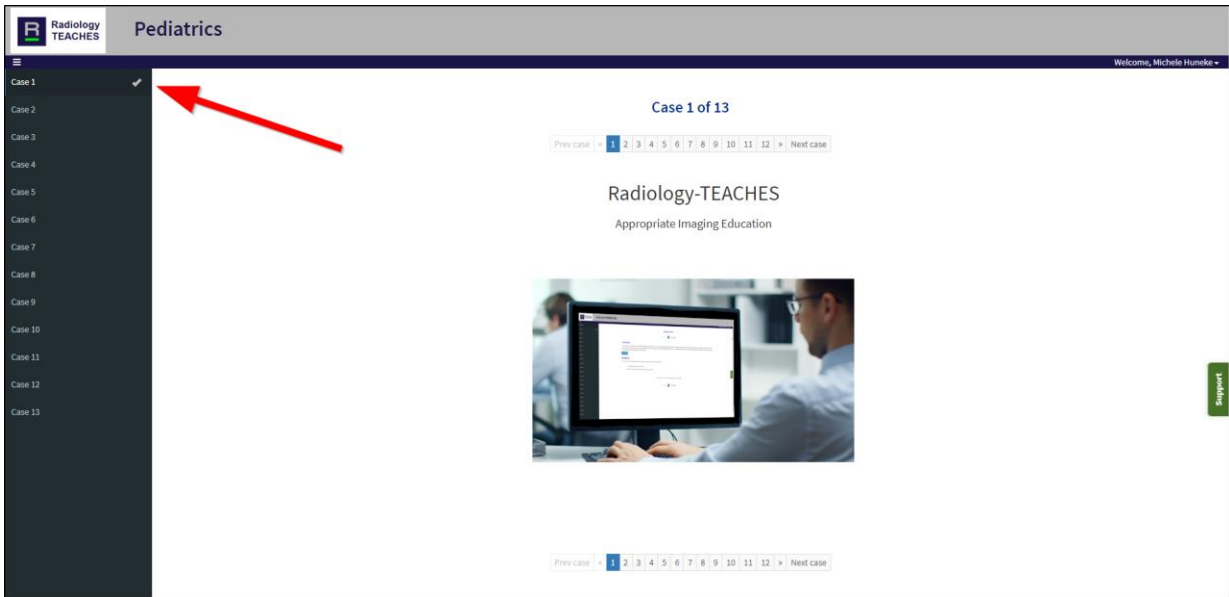 Radiology
TEACHES
Pediatrics
Welcome, Michele Huneke
Case 1
Case 2
Case 3
Case 4
Case 5
Case 6
Case 7
Case 8
Case 9
Case 10
Case 11
Case 12
Case 13
Case 1 of 13
Prev case « 1 2 3 4 5 6 7 8 9 10 11 12 » Next case
Radiology-TEACHES
Appropriate Imaging Education
Support
Prev case « 1 2 3 4 5 6 7 8 9 10 11 12 » Next case